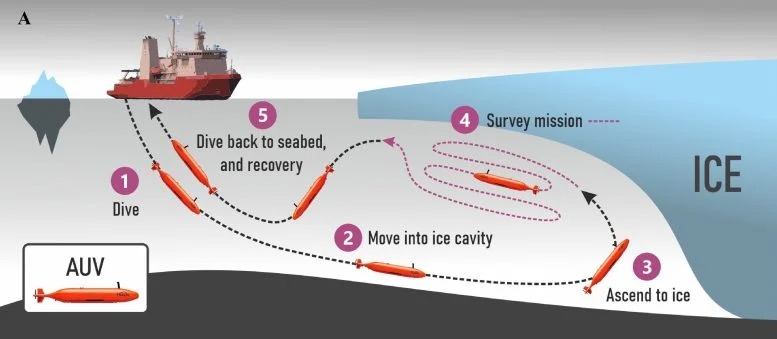 A
5
Dive back to seabed,
and recovery
4 Survey mission
ICE
1
Dive
2 Move into ice cavity
3
Ascend to ice
AUV